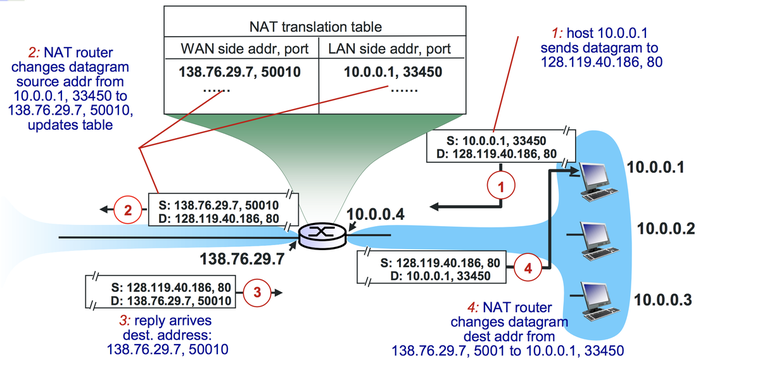 NAT translation table
WAN side addr, port
LAN side addr, port
138.76.29.7, 50010
10.0.0.1, 33450
......
......
2: NAT router
changes datagram
source addr from
10.0.0.1, 33450 to
138.76.29.7, 50010,
updates table
1: host 10.0.0.1
sends datagram to
128.119.40.186, 80
S: 10.0.0.1, 33450
D: 128.119.40.186, 80
1
10.0.0.1
S: 138.76.29.7, 50010
D: 128.119.40.186, 80
2
10.0.0.4
10.0.0.2
138.76.29.7
S: 128.119.40.186, 80
D: 10.0.0.1, 33450
4
S: 128.119.40.186, 80
D: 138.76.29.7, 50010
3
10.0.0.3
3: reply arrives
dest. address:
138.76.29.7, 50010
4: NAT router
changes datagram
dest addr from
138.76.29.7, 5001 to 10.0.0.1, 33450